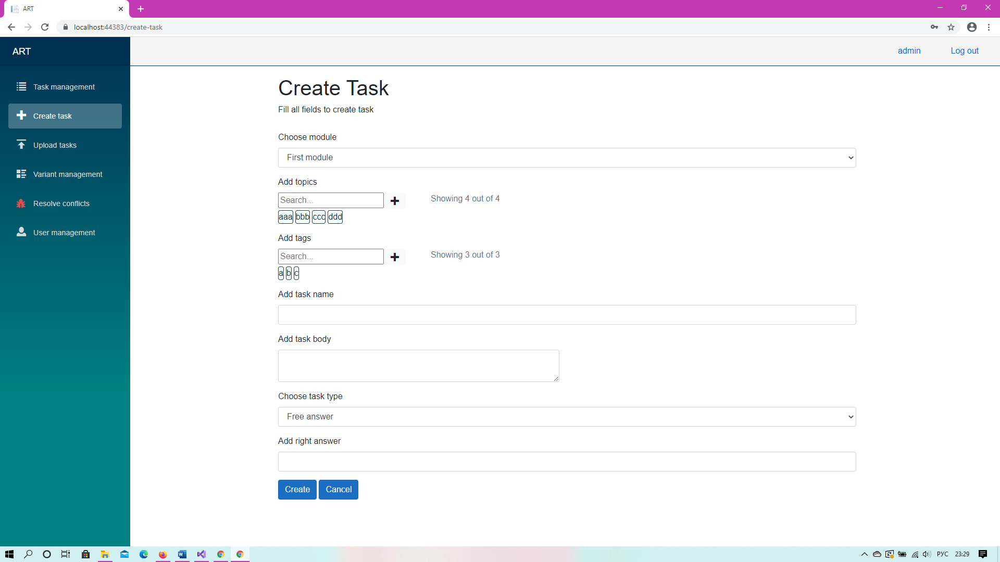 ART
localhost:44383/create-task
ART
admin
Log out
Task management
Create task
Upload tasks
Variant management
Resolve conflicts
User management
Create Task
Fill all fields to create task
Choose module
First module
Add topics
Search...
Showing 4 out of 4
aaa bbb ccc ddd
Add tags
Search...
Showing 3 out of 3
a b c
Add task name
Add task body
Choose task type
Free answer
Add right answer
Create Cancel
РУС 23:29